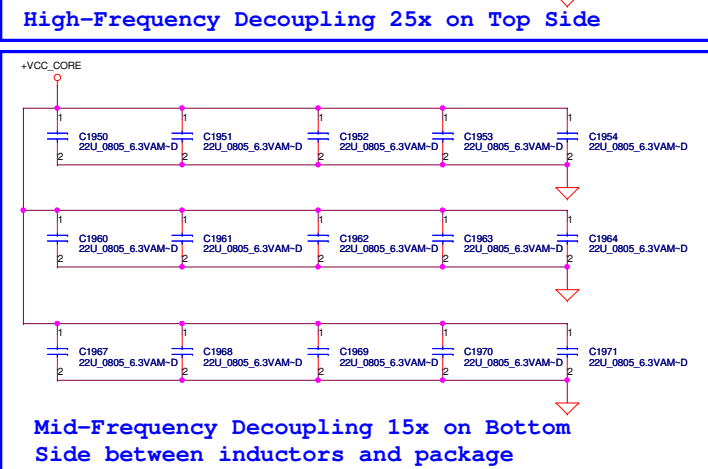 High-Frequency Decoupling 25x on Top Side
+VCC_CORE
1 1 1 1 1
C1950 C1951 C1952 C1953 C1954
22U_0805_6.3VAM~D 22U_0805_6.3VAM~D 22U_0805_6.3VAM~D 22U_0805_6.3VAM~D 22U_0805_6.3VAM~D
2 2 2 2 2
1 1 1 1 1
C1960 C1961 C1962 C1963 C1964
22U_0805_6.3VAM~D 22U_0805_6.3VAM~D 22U_0805_6.3VAM~D 22U_0805_6.3VAM~D 22U_0805_6.3VAM~D
2 2 2 2 2
1 1 1 1 1
C1967 C1968 C1969 C1970 C1971
22U_0805_6.3VAM~D 22U_0805_6.3VAM~D 22U_0805_6.3VAM~D 22U_0805_6.3VAM~D 22U_0805_6.3VAM~D
2 2 2 2 2
Mid-Frequency Decoupling 15x on Bottom
Side between inductors and package